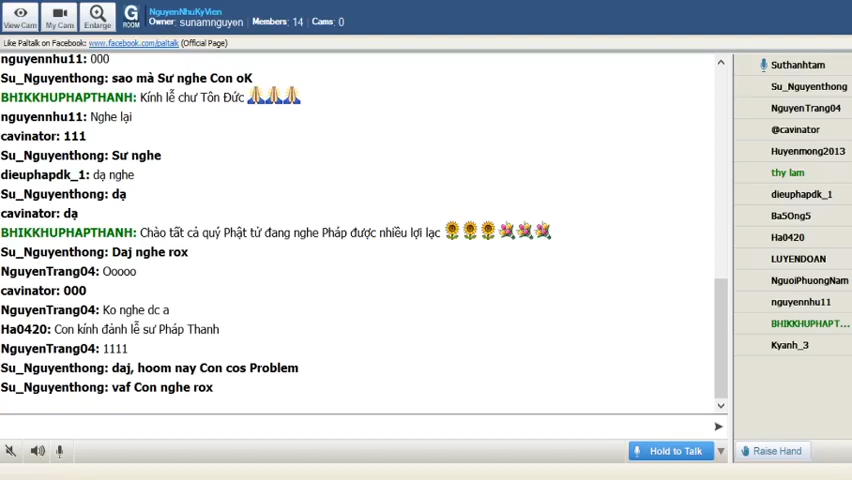 View Cam
My Cam
Enlarge
G ROOM
NguyenNhuKyVien
Owner: sunamnguyen Members: 14 Cams: 0
Like Paltalk on Facebook: www.facebook.com/paltalk (Official Page)
nguyennhu11: 000
Su_Nguyenthong: sao mà Sư nghe Con oK
BHIKKHUPHAPTHANH: Kính lễ chư Tôn Đức
nguyennhu11: Nghe lại
cavinator: 111
Su_Nguyenthong: Sư nghe
dieuphapdk_1: dạ nghe
Su_Nguyenthong: dạ
cavinator: dạ
BHIKKHUPHAPTHANH: Chào tất cả quý Phật tử đang nghe Pháp được nhiều lợi lạc
Su_Nguyenthong: Daj nghe rox
NguyenTrang04: Ooooo
cavinator: 000
NguyenTrang04: Ko nghe dc a
Ha0420: Con kính đảnh lễ sư Pháp Thanh
NguyenTrang04: 1111
Su_Nguyenthong: daj, hoom nay Con cos Problem
Su_Nguyenthong: vaf Con nghe rox
Hold to Talk
Suthanhtam
Su_Nguyenthong
NguyenTrang04
@cavinator
Huyenmong2013
thy lam
dieuphapdk_1
Ba5Ong5
Ha0420
LUYENDOAN
NguoiPhuongNam
nguyennhu11
BHIKKHUPHAPT...
Kyanh_3
Raise Hand